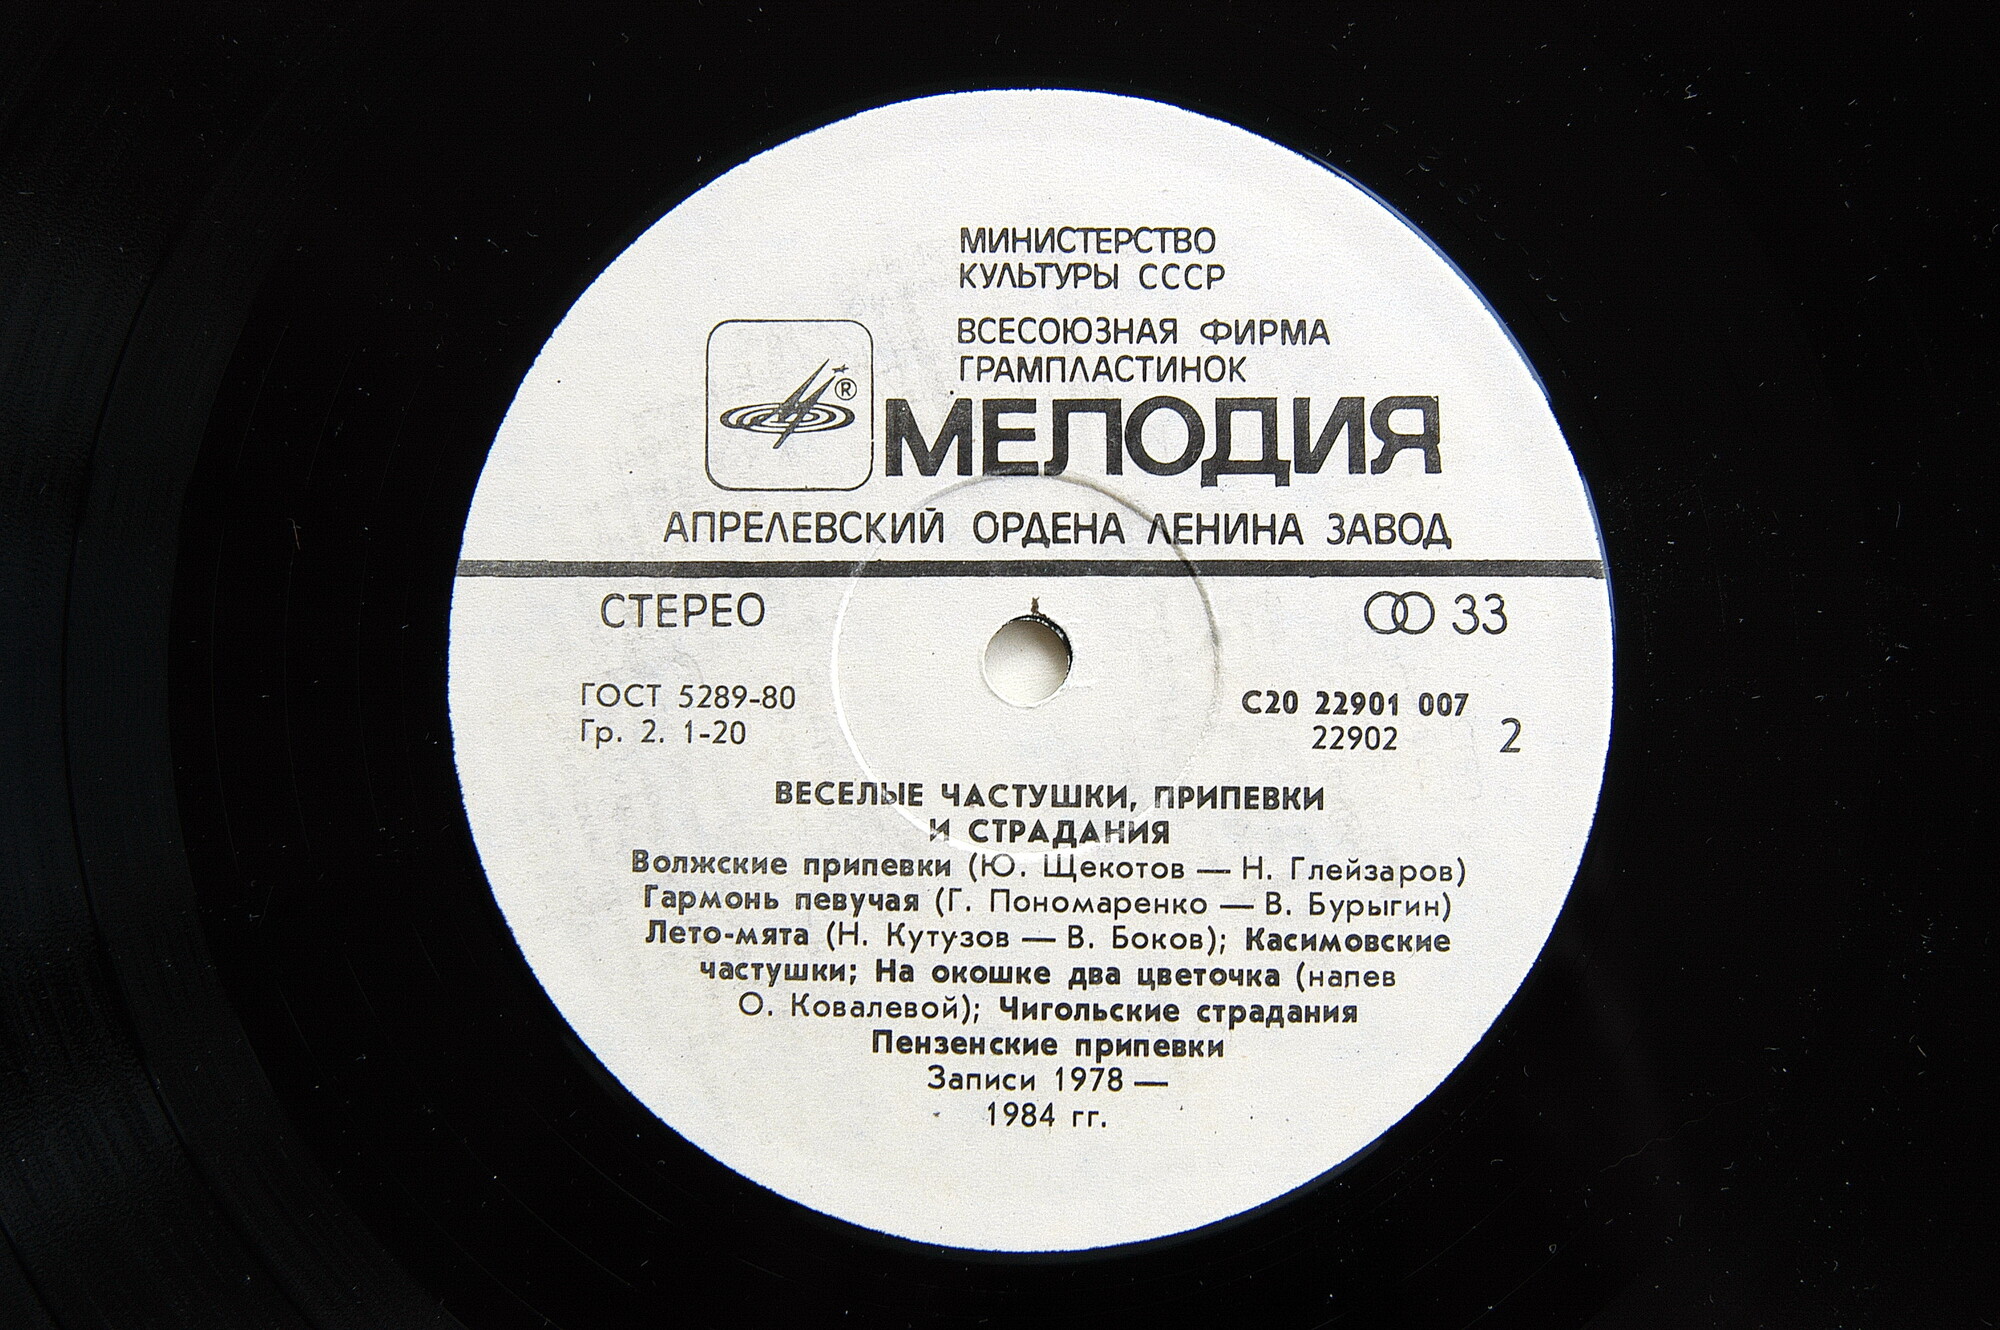 МИНИСТЕРСТВО
КУЛЬТУРЫ СССР
ВСЕСОЮЗНАЯ ФИРМА
ГРАМПЛАСТИНОК
®
МЕЛОДИЯ
АПРЕЛЕВСКИЙ ОРДЕНА ЛЕНИНА ЗАВОД
СТЕРЕО
33
ГОСТ 5289-80
Гр. 2. 1-20
С20 22901 007
22902
2
ВЕСЕЛЫЕ ЧАСТУШКИ, ПРИПЕВКИ
И СТРАДАНИЯ
Волжские припевки (Ю. Щекотов — Н. Глейзаров)
Гармонь певучая (Г. Пономаренко — В. Бурыгин)
Лето-мята (Н. Кутузов — В. Боков); Касимовские
частушки; На окошке два цветочка (напев
О. Ковалевой); Чигольские страдания
Пензенские припевки
Записи 1978 —
1984 гг.